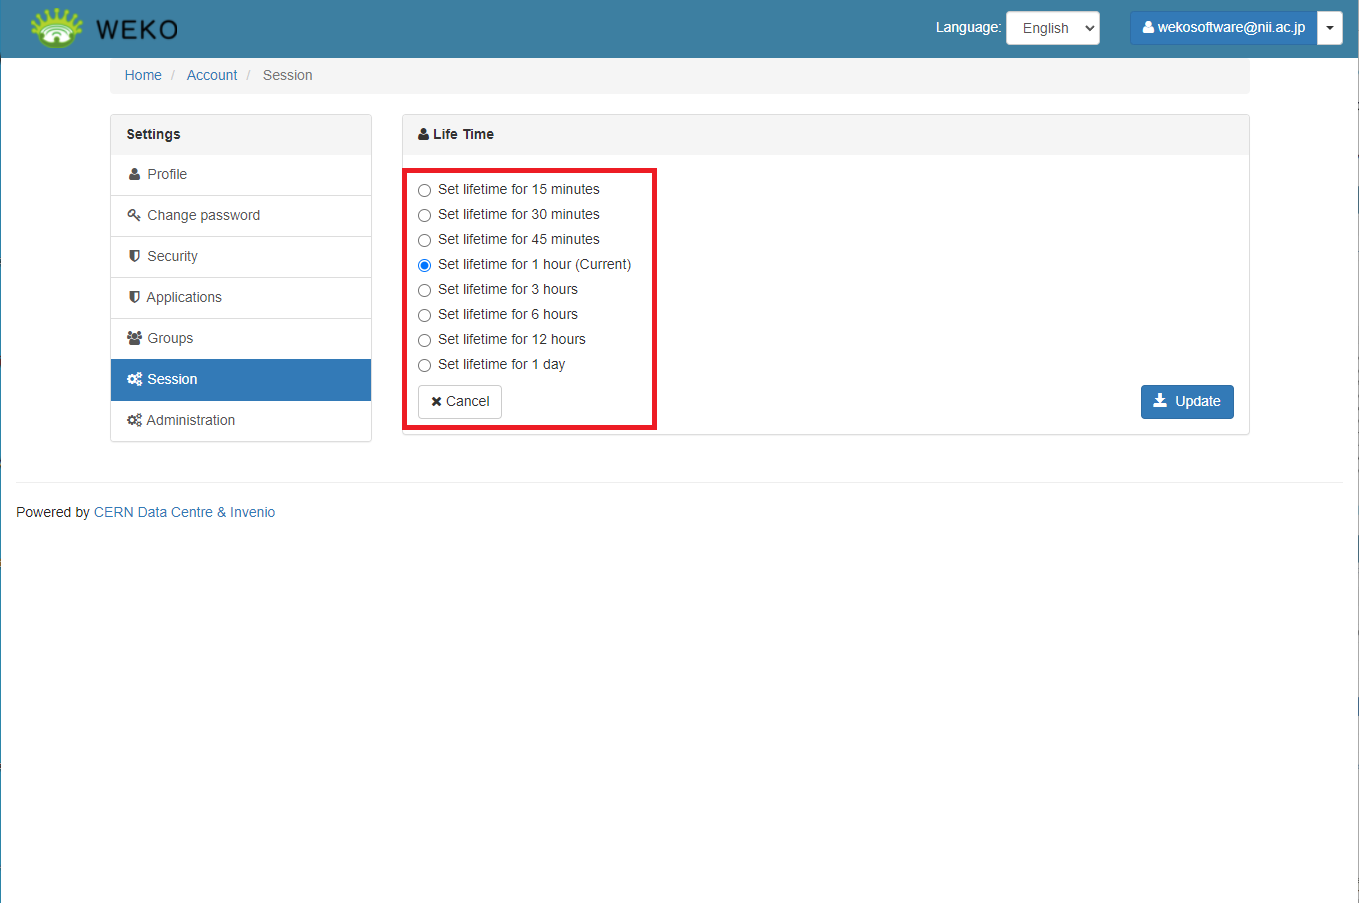 WEKO
Language: English
wekosoftware@nii.ac.jp
Home / Account / Session
Settings
Profile
Change password
Security
Applications
Groups
Session
Administration
Life Time
Set lifetime for 15 minutes
Set lifetime for 30 minutes
Set lifetime for 45 minutes
Set lifetime for 1 hour (Current)
Set lifetime for 3 hours
Set lifetime for 6 hours
Set lifetime for 12 hours
Set lifetime for 1 day
Cancel
Update
Powered by CERN Data Centre & Invenio